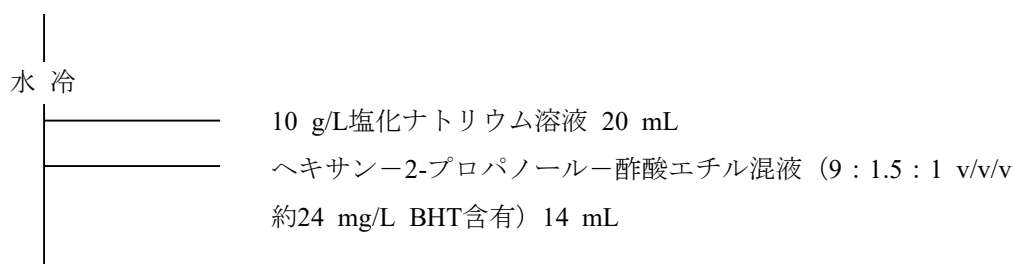 水 冷
10 g/L塩化ナトリウム溶液 20 mL
ヘキサン－2-プロパノール－酢酸エチル混液（9：1.5：1 v/v/v
約24 mg/L BHT含有）14 mL